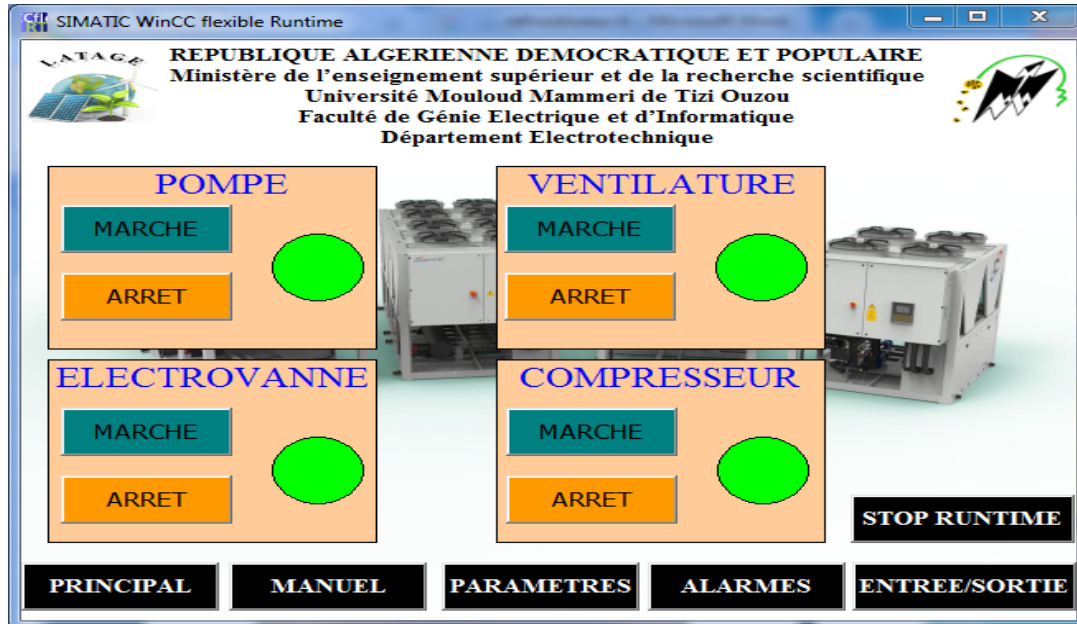 SIMATIC WinCC flexible Runtime
LATAGE
REPUBLIQUE ALGERIENNE DEMOCRATIQUE ET POPULAIRE
Ministère de l'enseignement supérieur et de la recherche scientifique
Université Mouloud Mammeri de Tizi Ouzou
Faculté de Génie Electrique et d'Informatique
Département Electrotechnique
POMPE
MARCHE
ARRET
VENTILATURE
MARCHE
ARRET
ELECTROVANNE
MARCHE
ARRET
COMPRESSEUR
MARCHE
ARRET
STOP RUNTIME
PRINCIPAL
MANUEL
PARAMETRES
ALARMES
ENTREE/SORTIE